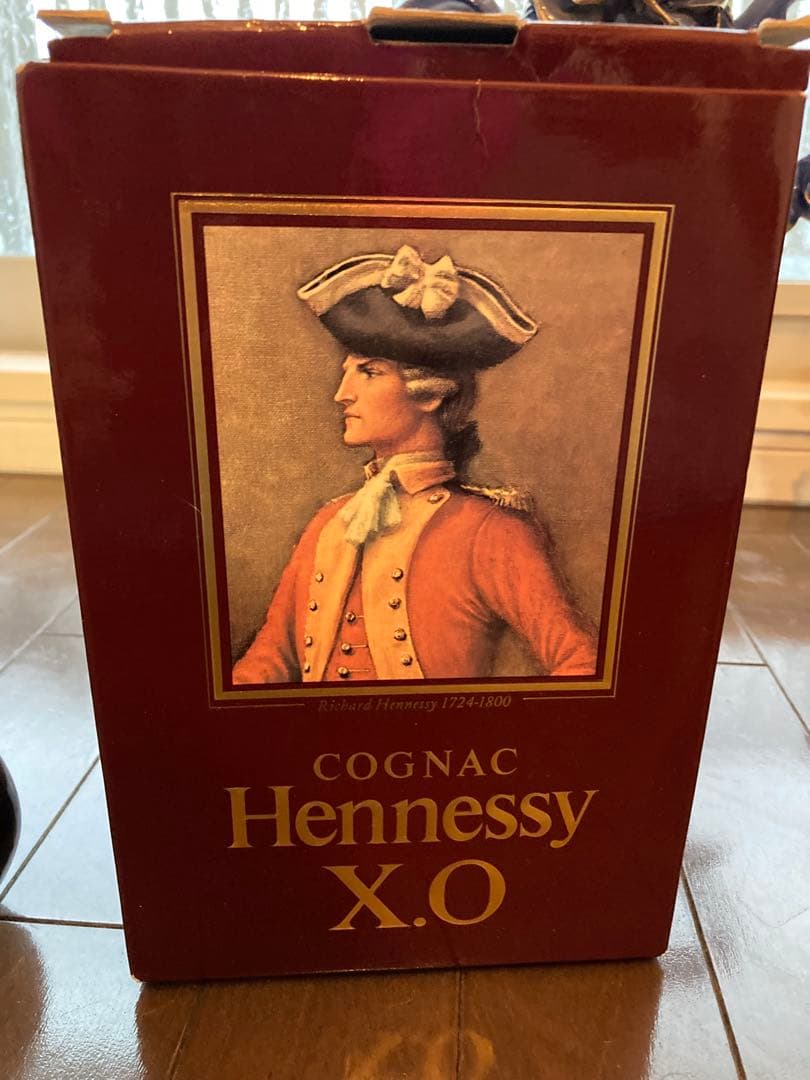 Richard Hennessy 1724-1800
COGNAC
Hennessy
X.O